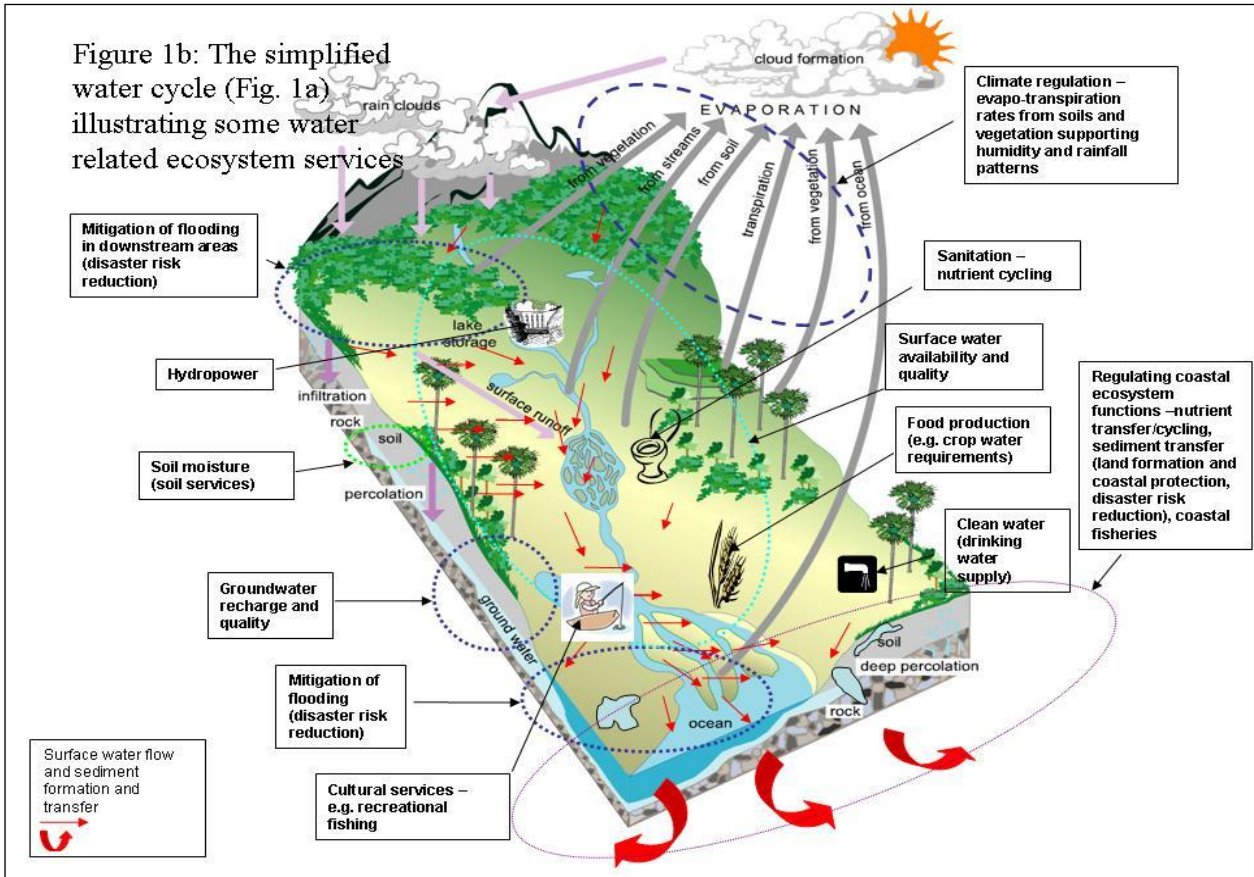 Figure 1b: The simplified
water cycle (Fig. 1a)
illustrating some water
related ecosystem services
rain clouds
cloud formation
EVAPORATION
from vegetation
from streams
from soil
transpiration
from vegetation
from ocean
Climate regulation –
evapo-transpiration
rates from soils and
vegetation supporting
humidity and rainfall
patterns
Mitigation of flooding
in downstream areas
(disaster risk
reduction)
Sanitation –
nutrient cycling
lake
storage
Hydropower
surface runoff
Surface water
availability and
quality
Regulating coastal
ecosystem
functions –nutrient
transfer/cycling,
sediment transfer
(land formation and
coastal protection,
disaster risk
reduction), coastal
fisheries
infiltration
rock
soil
Food production
(e.g. crop water
requirements)
Soil moisture
(soil services)
percolation
Clean water
(drinking
water
supply)
Groundwater
recharge and
quality
ground water
soil
deep percolation
rock
Mitigation of
flooding
(disaster risk
reduction)
ocean
Surface water flow
and sediment
formation and
transfer
Cultural services –
e.g. recreational
fishing